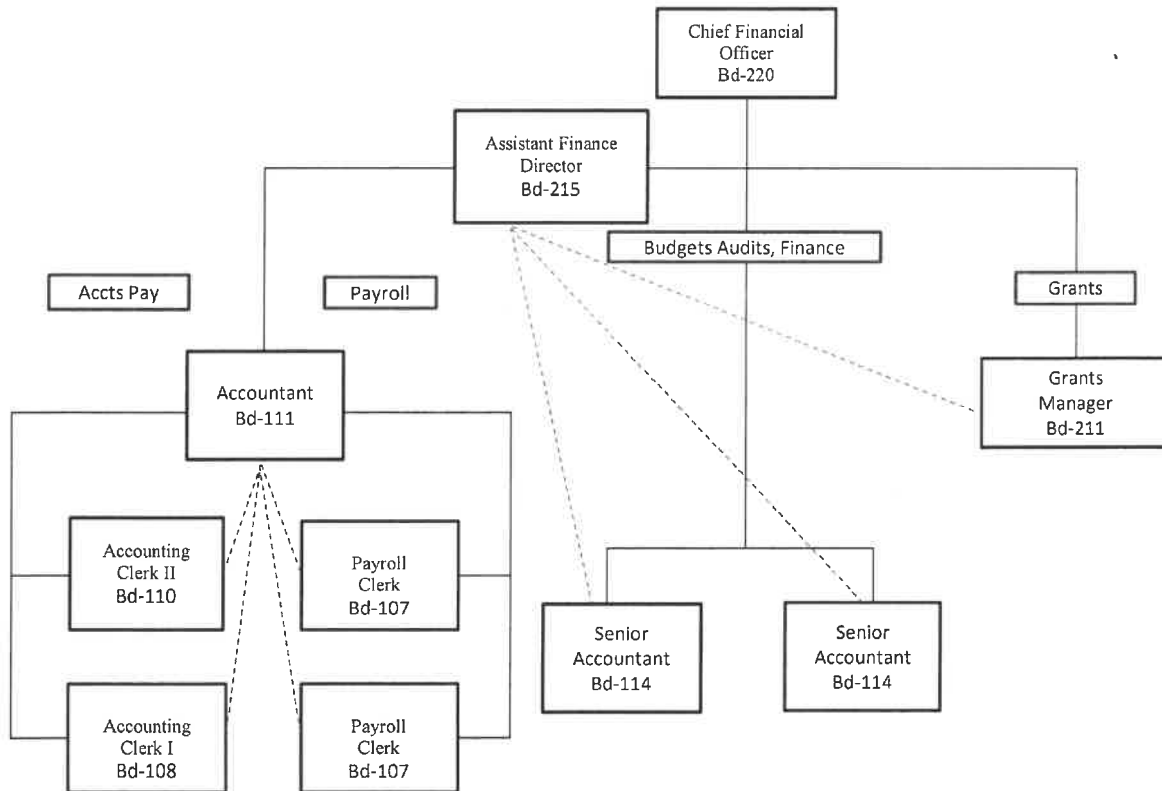 Chief Financial
Officer
Bd-220
Assistant Finance
Director
Bd-215
Budgets Audits, Finance
Accts Pay
Payroll
Grants
Accountant
Bd-111
Grants
Manager
Bd-211
Accounting
Clerk II
Bd-110
Payroll
Clerk
Bd-107
Senior
Accountant
Bd-114
Senior
Accountant
Bd-114
Accounting
Clerk I
Bd-108
Payroll
Clerk
Bd-107